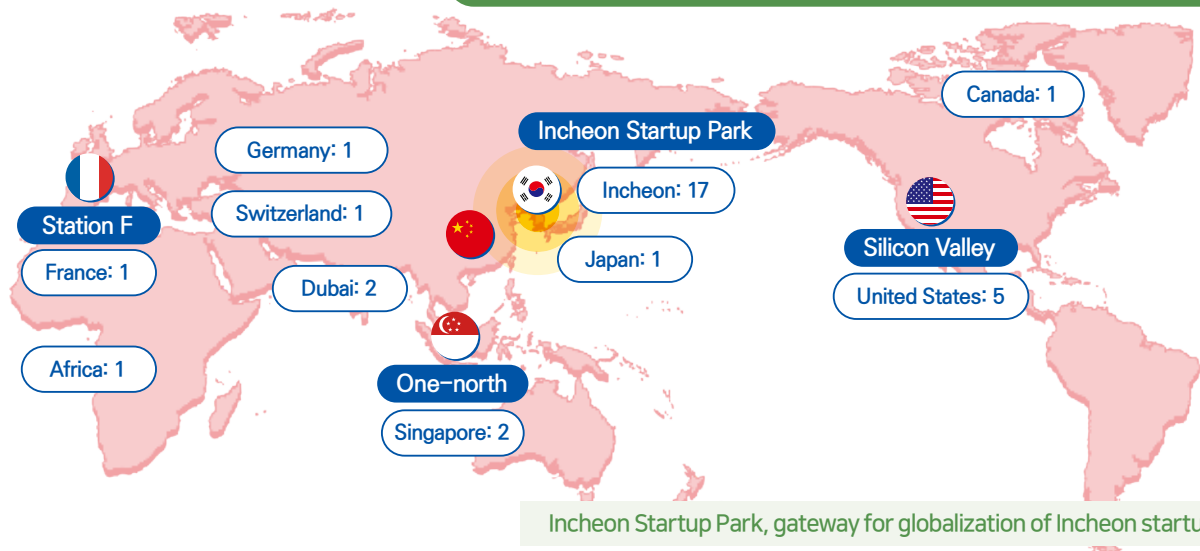 Canada: 1
Incheon Startup Park
Germany: 1
Incheon: 17
Switzerland: 1
Station F
Silicon Valley
France: 1
Japan: 1
Dubai: 2
United States: 5
Africa: 1
One-north
Singapore: 2
Incheon Startup Park, gateway for globalization of Incheon